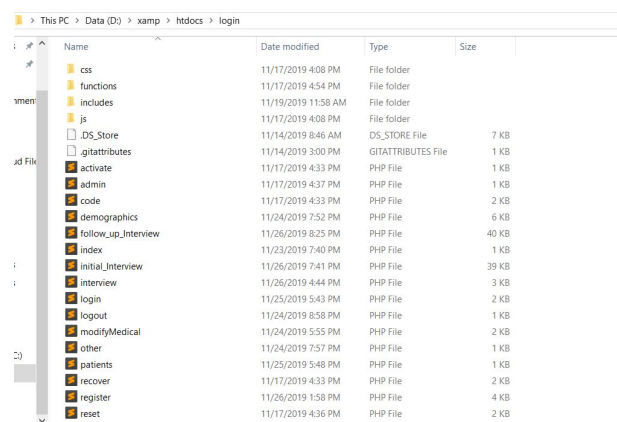 This PC > Data (D:) > xamp > htdocs > login
Name Date modified Type Size
css 11/17/2019 4:08 PM File folder
functions 11/17/2019 4:54 PM File folder
includes 11/19/2019 11:58 AM File folder
js 11/17/2019 4:08 PM File folder
.DS_Store 11/14/2019 8:46 AM DS_STORE File 7 KB
.gitattributes 11/14/2019 3:00 PM GITATTRIBUTES File 1 KB
activate 11/17/2019 4:33 PM PHP File 1 KB
admin 11/17/2019 4:37 PM PHP File 1 KB
code 11/17/2019 4:33 PM PHP File 2 KB
demographics 11/24/2019 7:52 PM PHP File 6 KB
follow_up_Interview 11/26/2019 8:25 PM PHP File 40 KB
index 11/23/2019 7:40 PM PHP File 1 KB
initial_Interview 11/26/2019 7:41 PM PHP File 39 KB
interview 11/26/2019 4:44 PM PHP File 3 KB
login 11/25/2019 5:43 PM PHP File 2 KB
logout 11/24/2019 8:58 PM PHP File 1 KB
modifyMedical 11/24/2019 5:55 PM PHP File 2 KB
other 11/24/2019 7:57 PM PHP File 1 KB
C:)
patients 11/25/2019 5:48 PM PHP File 1 KB
recover 11/17/2019 4:33 PM PHP File 2 KB
register 11/26/2019 1:58 PM PHP File 4 KB
reset 11/17/2019 4:36 PM PHP File 2 KB